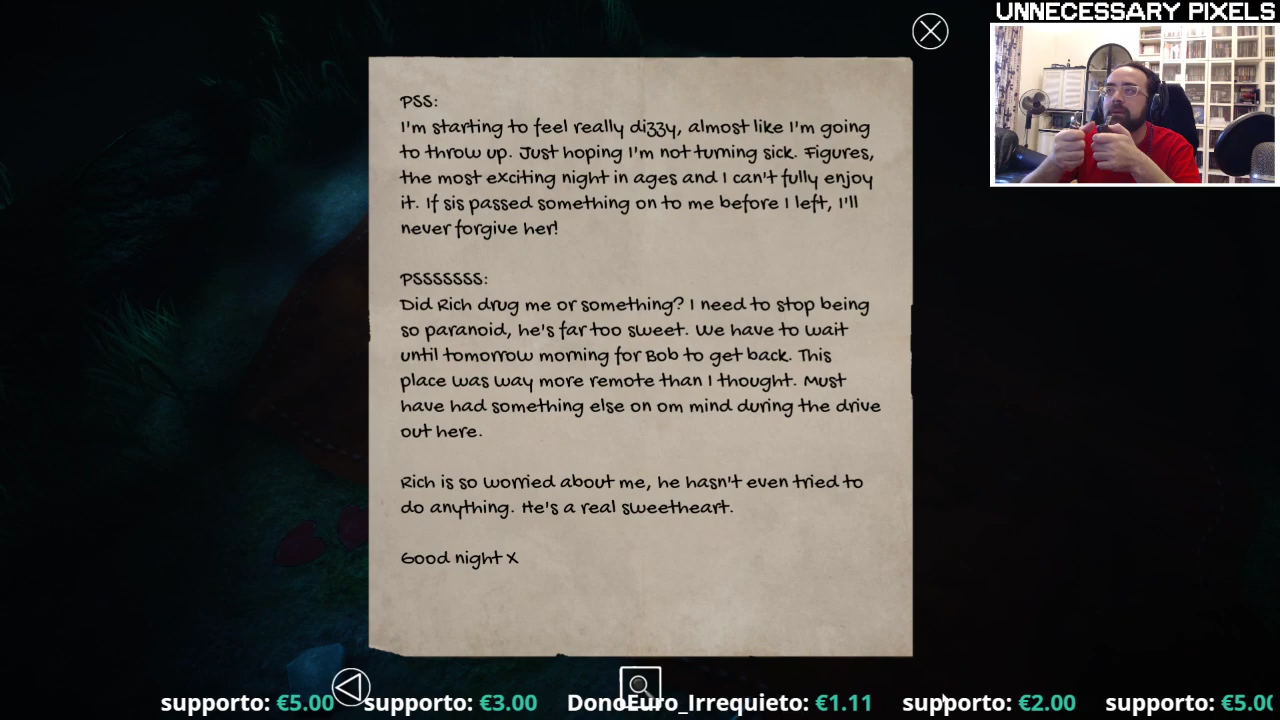 UNNECESSARY PIXELS
PSS:
I'm starting to feel really dizzy, almost like I'm going
to throw up. Just hoping I'm not turning sick. Figures,
the most exciting night in ages and I can't fully enjoy
it. If sis passed something on to me before I left, I'll
never forgive her!
PSSSSSSS:
Did Rich drug me or something? I need to stop being
so paranoid, he's far too sweet. We have to wait
until tomorrow morning for Bob to get back. This
place was way more remote than I thought. Must
have had something else on om mind during the drive
out here.
Rich is so worried about me, he hasn't even tried to
do anything. He's a real sweetheart.
Good night X
supporto: €5.00 supporto: €3.00 DonoEuro_Irrequieto: €1.11 supporto: €2.00 supporto: €5.00